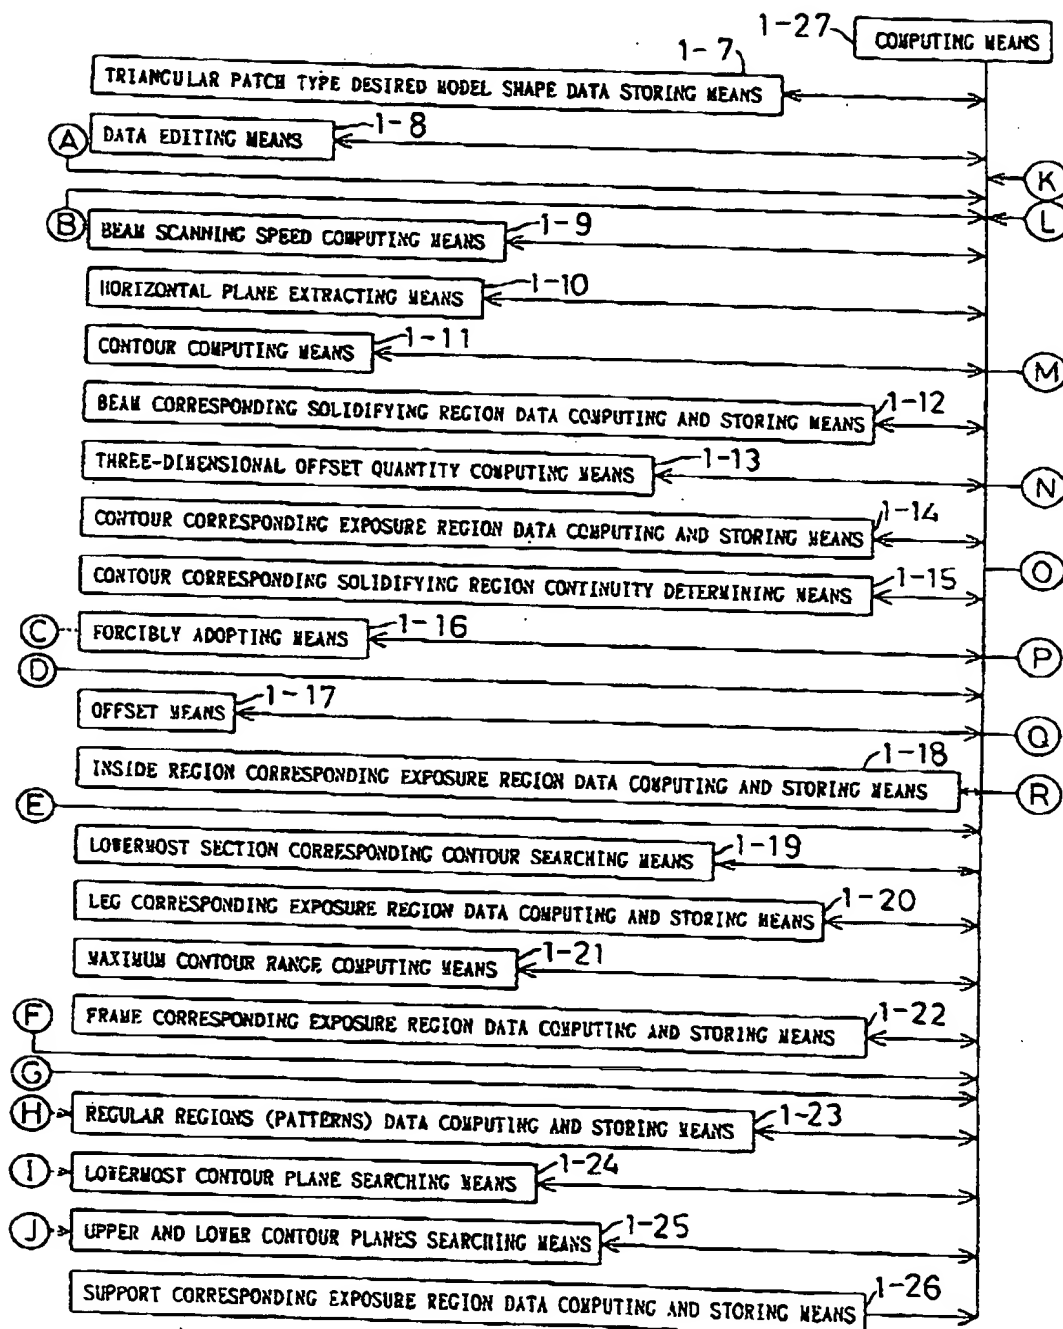 1-27
COMPUTING MEANS
1-7
TRIANGULAR PATCH TYPE DESIRED MODEL SHAPE DATA STORING MEANS
A
1-8
DATA EDITING MEANS
K
B
L
1-9
BEAM SCANNING SPEED COMPUTING MEANS
1-10
HORIZONTAL PLANE EXTRACTING MEANS
1-11
CONTOUR COMPUTING MEANS
M
1-12
BEAM CORRESPONDING SOLIDIFYING REGION DATA COMPUTING AND STORING MEANS
1-13
THREE-DIMENSIONAL OFFSET QUANTITY COMPUTING MEANS
N
1-14
CONTOUR CORRESPONDING EXPOSURE REGION DATA COMPUTING AND STORING MEANS
O
1-15
CONTOUR CORRESPONDING SOLIDIFYING REGION CONTINUITY DETERMINING MEANS
C
1-16
FORCIBLY ADOPTING MEANS
P
D
1-17
OFFSET MEANS
Q
1-18
INSIDE REGION CORRESPONDING EXPOSURE REGION DATA COMPUTING AND STORING MEANS
R
E
1-19
LOWERMOST SECTION CORRESPONDING CONTOUR SEARCHING MEANS
1-20
LEG CORRESPONDING EXPOSURE REGION DATA COMPUTING AND STORING MEANS
1-21
MAXIMUM CONTOUR RANGE COMPUTING MEANS
F
1-22
FRAME CORRESPONDING EXPOSURE REGION DATA COMPUTING AND STORING MEANS
G
H
1-23
REGULAR REGIONS (PATTERNS) DATA COMPUTING AND STORING MEANS
I
1-24
LOWERMOST CONTOUR PLANE SEARCHING MEANS
J
1-25
UPPER AND LOWER CONTOUR PLANES SEARCHING MEANS
1-26
SUPPORT CORRESPONDING EXPOSURE REGION DATA COMPUTING AND STORING MEANS